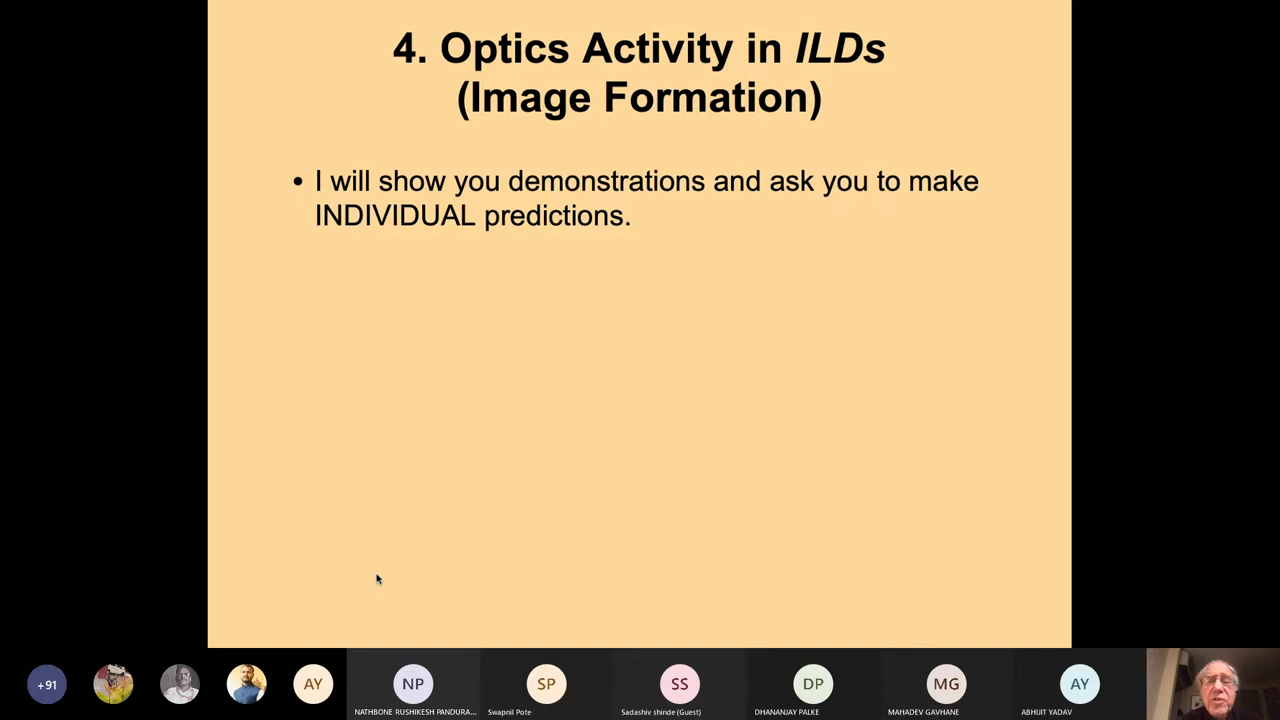 4. Optics Activity in ILDs
(Image Formation)
• I will show you demonstrations and ask you to make
INDIVIDUAL predictions.
+91
AY
NP
SP
SS
DP
MG
AY
NATHBONE RUSHIKESH PANDURA...
Swapnil Pote
Sadashiv shinde (Guest)
DHANANJAY PALKE
MAHADEV GAVHANE
ABHIJIT YADAV